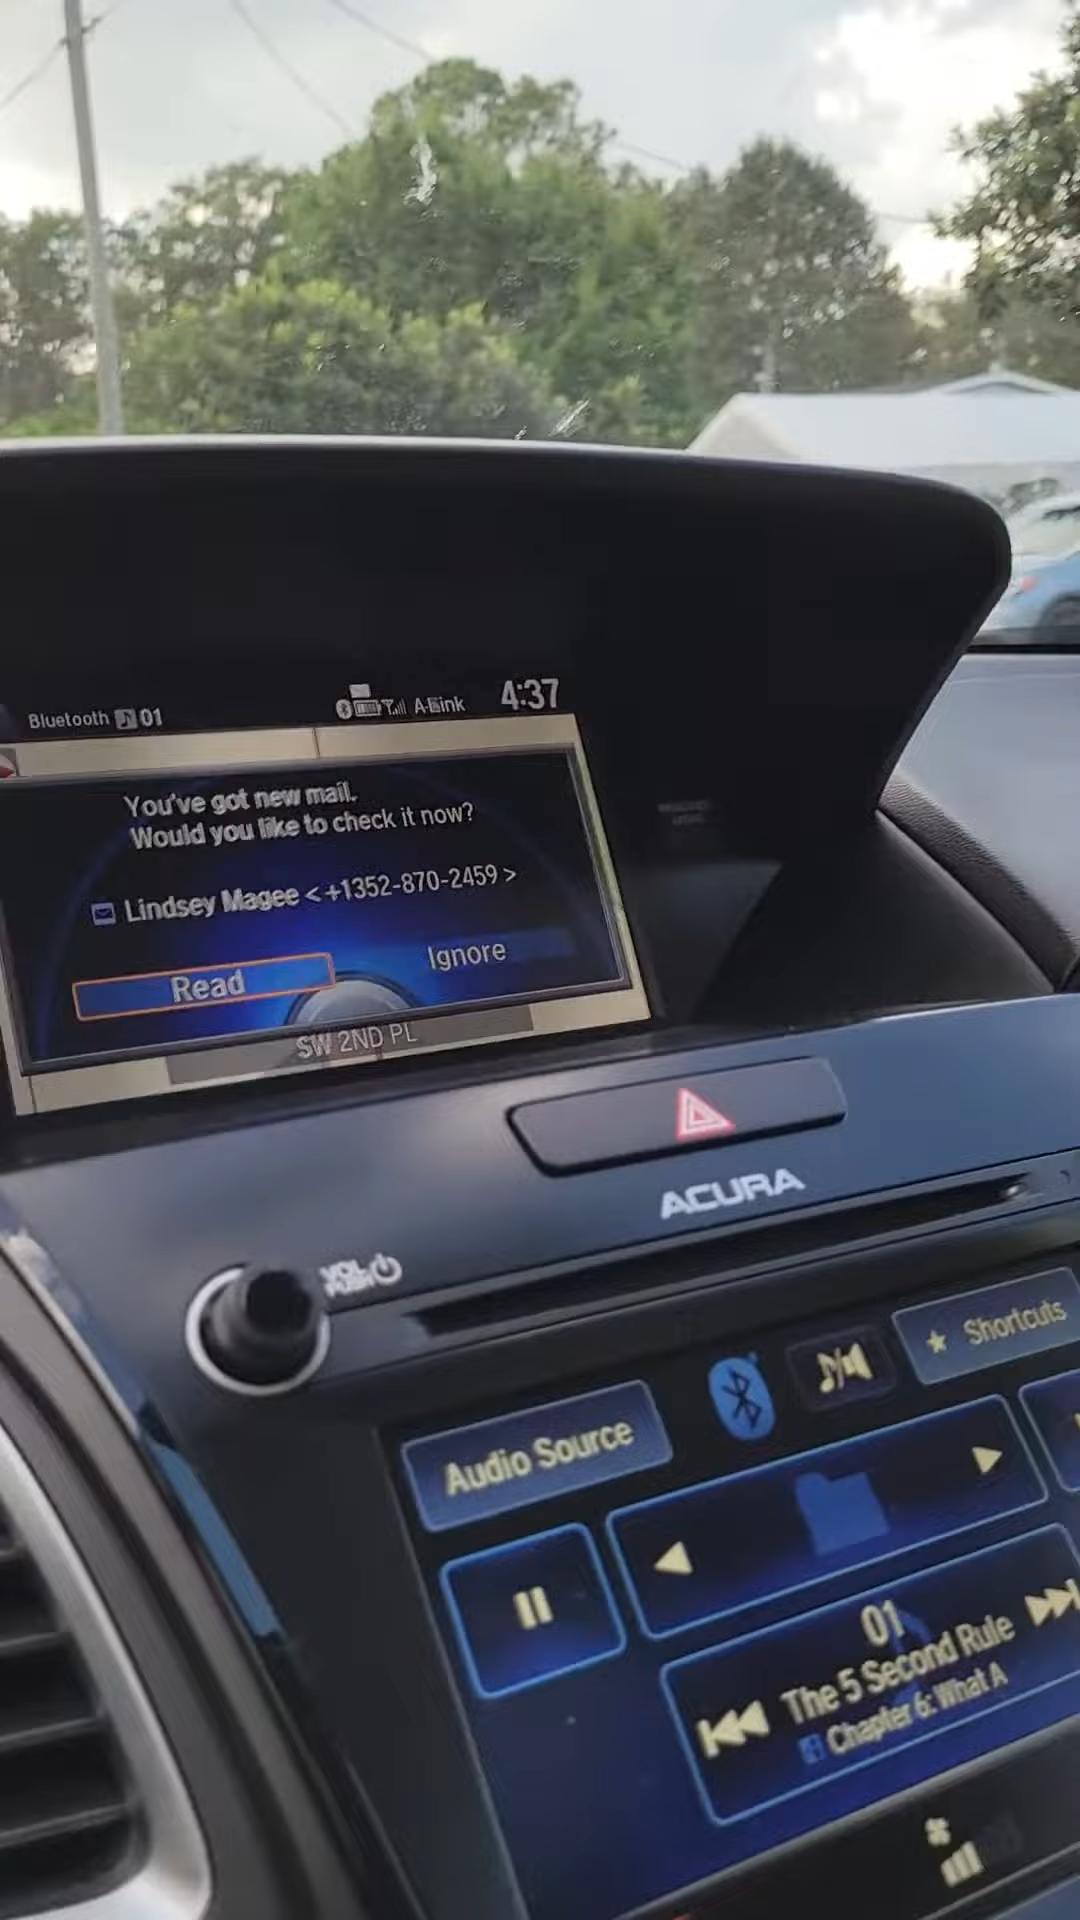 Bluetooth 01
A-Link 4:37
You've got new mail.
Would you like to check it now?
Lindsey Magee <+1352-870-2459>
Read
Ignore
SW 2ND PL
ACURA
VOL
PUSH
Shortcuts
Audio Source
01
The 5 Second Rule
Chapter 6: What A